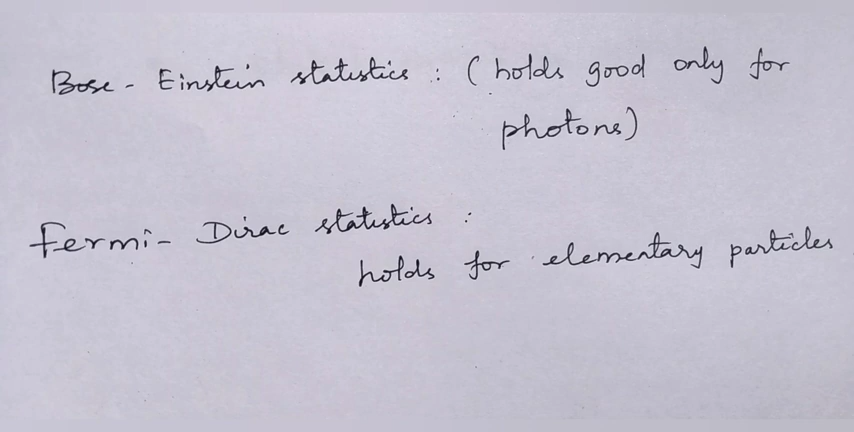 Bose - Einstein statistics : (holds good only for
photons)
Fermi - Dirac statistics :
holds for elementary particles